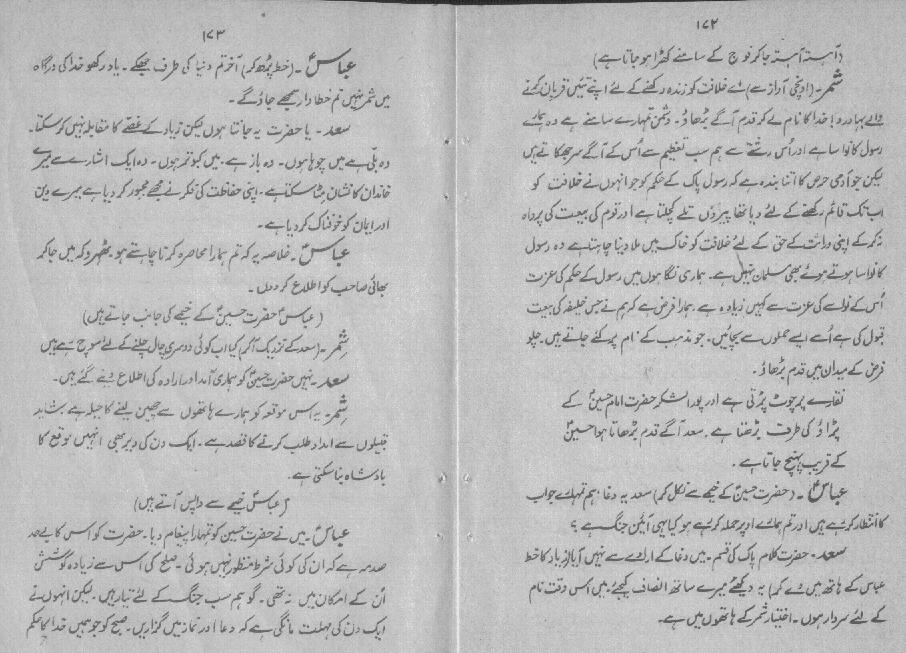 ۱۷۲
(آہستہ آہستہ جاکر فوج کے سامنے کھڑا ہو جاتا ہے)
شمر۔ (اونچی آواز سے) اے خلافت کو زندہ رکھنے کے لئے اپنے تئیں قربان کرنے
والے بہادرو! خدا کا نام لے کر قدم آگے بڑھاؤ۔ دشمن تمہارے سامنے ہے وہ ہمارے
رسول کا نواسا ہے اور اُس رشتے سے ہم سب تعظیم سے اُس کے آگے سر جھکاتے ہیں
لیکن جو آدمی حرص کا اتنا بندہ ہے کہ رسول پاک کے حکم کو جو انہوں نے خلافت کو
اب تک قائم رکھنے کے لئے دیا تھا پیروں تلے کچلتا ہے اور قوم کی بیعت کی پرواہ
نہ کر کے اپنی وراثت کے حق کے لئے خلافت کو خاک میں ملا دینا چاہتا ہے وہ رسول
کا نواسا ہوتے ہوئے بھی مسلمان نہیں ہے۔ ہماری نگاہوں میں رسول کے حکم کی عزت
اُس کے نواسے کی عزت سے کہیں زیادہ ہے۔ ہمارا فرض ہے کہ ہم نے جس خلیفہ کی بیعت
قبول کی ہے اُسے ایسے حملوں سے بچائیں۔ جو مذہب کے نام پر کئے جاتے ہیں۔ چلو
فرض کے میدان میں قدم بڑھاؤ۔
نقارے پر چوٹ پڑتی ہے اور پورا لشکر حضرت امام حسینؑ کے
پڑاؤ کی طرف بڑھتا ہے۔ سعد آگے قدم بڑھاتا ہوا حسینؑ
کے قریب پہنچ جاتا ہے۔
عباسؑ۔ (حضرت حسینؑ کے خیمے سے نکل کر) سعد یہ دغا! ہم تمہارے جواب
کا انتظار کر رہے ہیں اور تم ہمارے اوپر حملہ کر رہے ہو کیا یہی آئین جنگ ہے؟
سعد۔ حضرت کلام پاک کی قسم۔ میں دغا کے ارادے سے نہیں آیا (زیاد کا خط
عباس کے ہاتھ میں دے کر) یہ دیکھئے میرے ساتھ انصاف کیجئے۔ میں اس وقت نام
کے لئے سردار ہوں۔ اختیار شمر کے ہاتھوں میں ہے۔
۱۷۳
عباسؑ۔ (خط پڑھ کر) آخر تم دنیا کی طرف جھکے۔ یاد رکھو خدا کی درگاہ
میں شمر نہیں تم خطا وار سمجھے جاؤ گے۔
سعد۔ یا حضرت یہ جانتا ہوں لیکن زیاد کے غصے کا مقابلہ نہیں کر سکتا۔
وہ بلی ہے میں چوہا ہوں۔ وہ باز ہے۔ میں کبوتر ہوں۔ وہ ایک اشارے سے میرے
خاندان کا نشان مٹا سکتا ہے۔ اپنی حفاظت کی فکر نے مجھے مجبور کر دیا ہے میرے دین
اور ایمان کو خوفناک کر دیا ہے۔
عباسؑ۔ خلاصہ یہ کہ تم ہمارا محاصرہ کرنا چاہتے ہو۔ ٹھہرو کہ میں جا کر
بھائی صاحب کو اطلاع کر دوں۔
(عباسؑ حضرت حسینؑ کے خیمے کی جانب جاتے ہیں)
شمر۔ (سعد کے نزدیک آکر) کیا اب کوئی دوسری چال چلنے کے لئے سوچ رہے ہیں
سعد۔ نہیں حضرت حسینؑ کو ہماری آمد اور ارادہ کی اطلاع دینے گئے ہیں۔
شمر۔ یہ اس موقعہ کو ہمارے ہاتھوں سے چھین لینے کا حیلہ ہے شاید
قبیلوں سے امداد طلب کرنے کا قصد ہے۔ ایک دن کی دیر بھی انہیں موقع کا
بادشاہ بنا سکتی ہے۔
(عباسؑ خیمے سے واپس آتے ہیں)
عباسؑ۔ میں نے حضرت حسین کو تمہارا پیغام دیا۔ حضرت کو اس کا بے حد
صدمہ ہے کہ ان کی کوئی شرط منظور نہیں ہوئی۔ صلح کی اس سے زیادہ کوشش
اُن کے امکان میں نہ تھی۔ گو ہم سب جنگ کے لئے تیار ہیں۔ لیکن انہوں نے
ایک دن کی مہلت مانگی ہے کہ دعا اور نماز میں گزاریں۔ صبح کو جو ہمیں خدا کا حکم